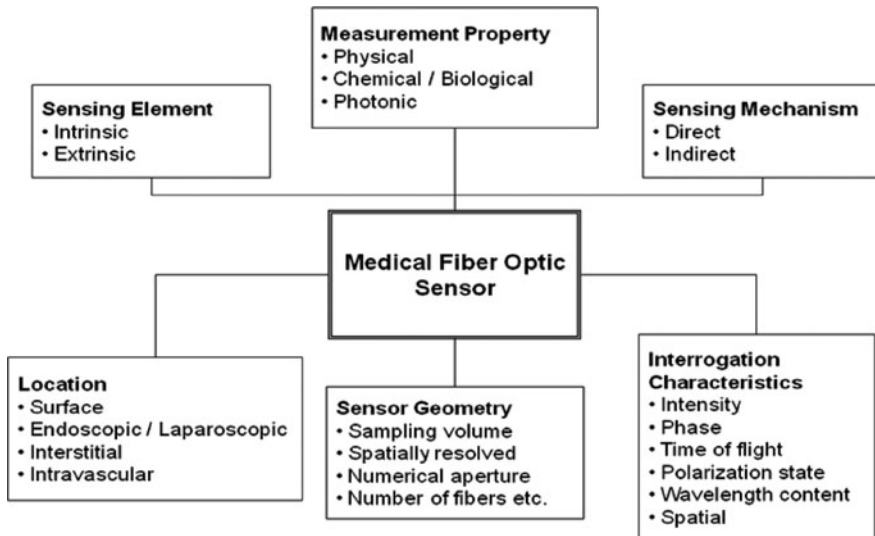 Measurement Property
• Physical
• Chemical / Biological
• Photonic
Sensing Element
• Intrinsic
• Extrinsic
Sensing Mechanism
• Direct
• Indirect
Medical Fiber Optic
Sensor
Location
• Surface
• Endoscopic / Laparoscopic
• Interstitial
• Intravascular
Sensor Geometry
• Sampling volume
• Spatially resolved
• Numerical aperture
• Number of fibers etc.
Interrogation
Characteristics
• Intensity
• Phase
• Time of flight
• Polarization state
• Wavelength content
• Spatial